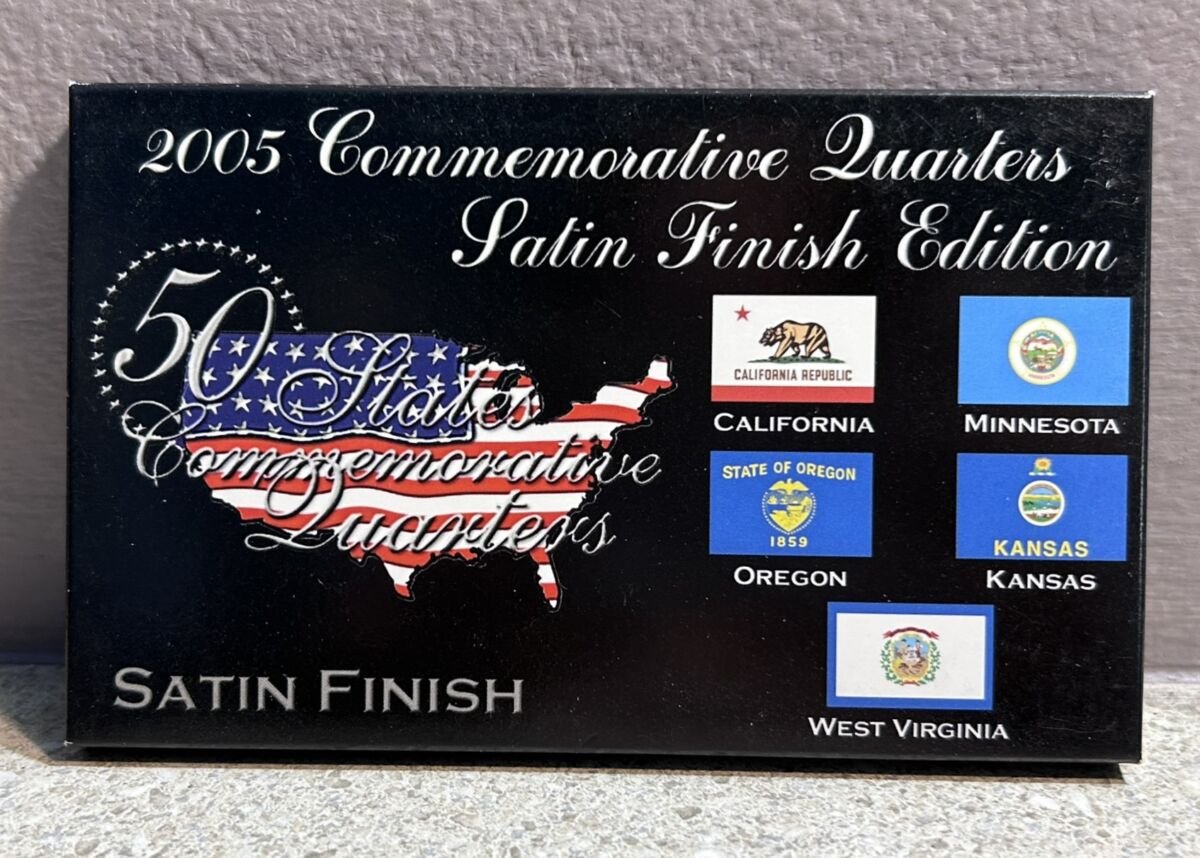 2005 Commemorative Quarters
Satin Finish Edition
50 States
Commemorative
Quarters
CALIFORNIA REPUBLIC
CALIFORNIA
MINNESOTA
STATE OF OREGON
1859
OREGON
KANSAS
KANSAS
WEST VIRGINIA
SATIN FINISH